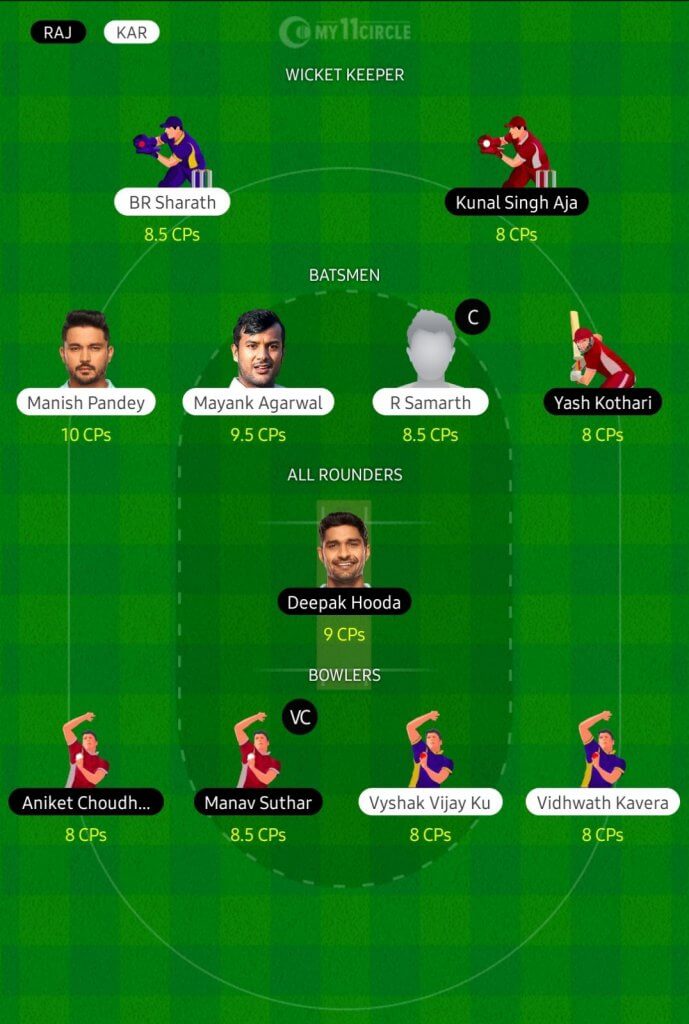 RAJ KAR MY11CIRCLE
WICKET KEEPER
BR Sharath Kunal Singh Aja
8.5 CPs 8 CPs
BATSMEN
C
Manish Pandey Mayank Agarwal R Samarth Yash Kothari
10 CPs 9.5 CPs 8.5 CPs 8 CPs
ALL ROUNDERS
Deepak Hooda
9 CPs
BOWLERS
VC
Aniket Choudh... Manav Suthar Vyshak Vijay Ku Vidhwath Kavera
8 CPs 8.5 CPs 8 CPs 8 CPs